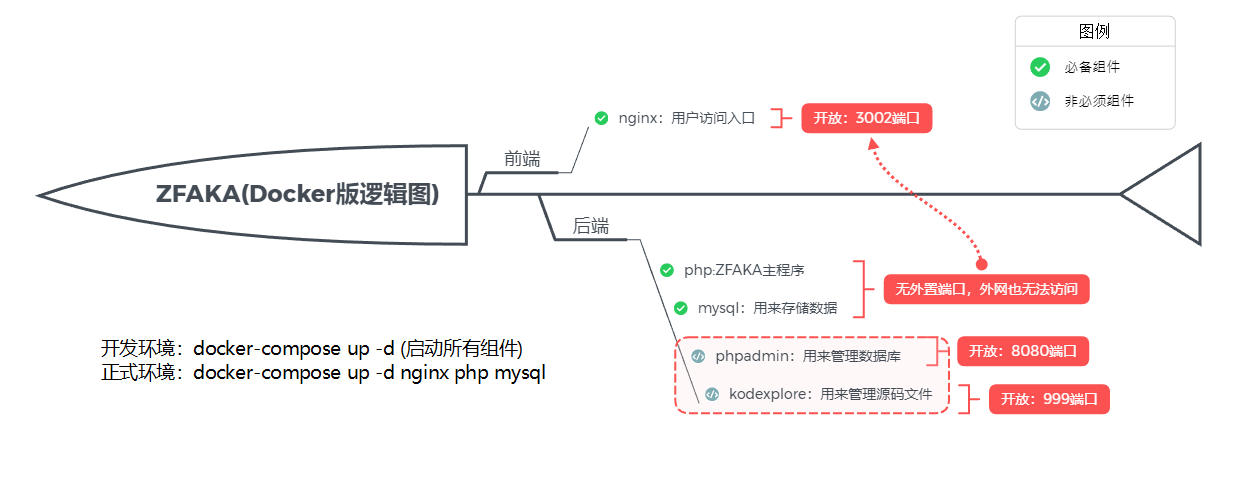 图例
必备组件
非必须组件
nginx：用户访问入口
开放：3002端口
前端
ZFAKA(Docker版逻辑图)
后端
php:ZFAKA主程序
无外置端口，外网也无法访问
mysql：用来存储数据
phpadmin：用来管理数据库
开放：8080端口
kodexplore：用来管理源码文件
开放：999端口
开发环境：docker-compose up -d (启动所有组件)
正式环境：docker-compose up -d nginx php mysql